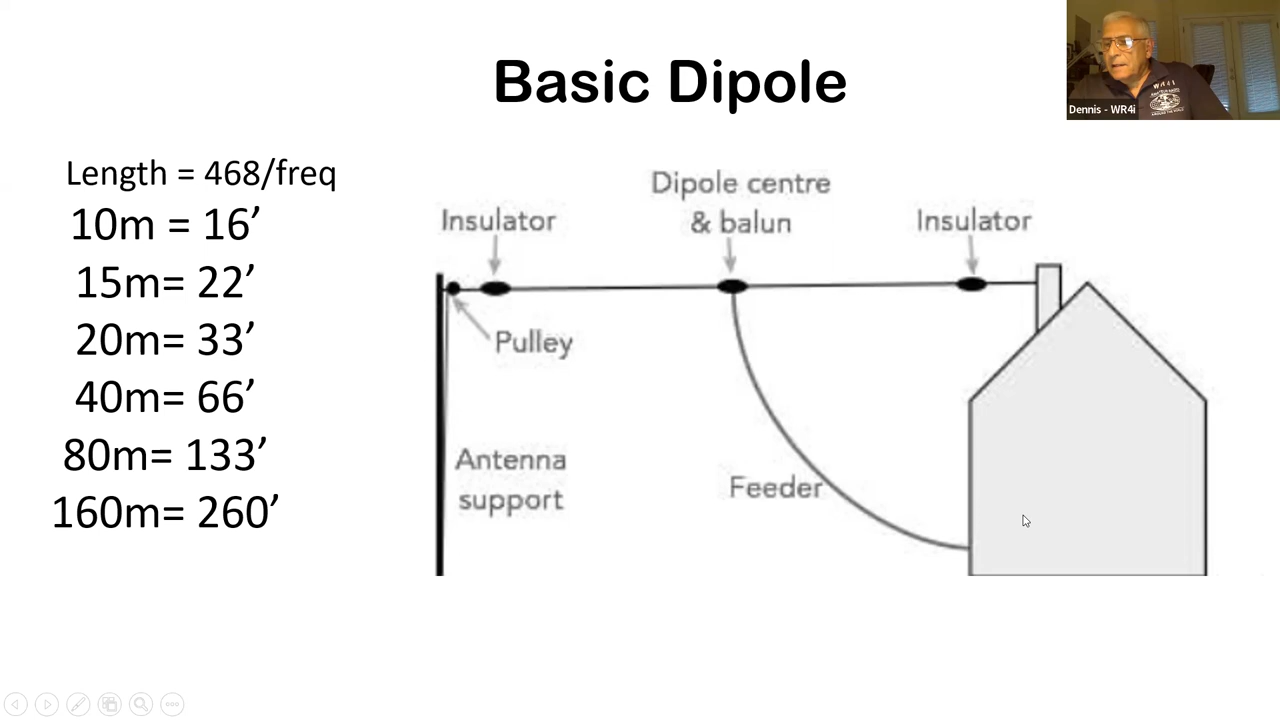 Basic Dipole
Dennis - WR4i
WR4I
Length = 468/freq
10m = 16’
15m= 22’
20m= 33’
40m= 66’
80m= 133’
160m= 260’
Dipole centre
& balun
Insulator
Insulator
Pulley
Antenna
support
Feeder